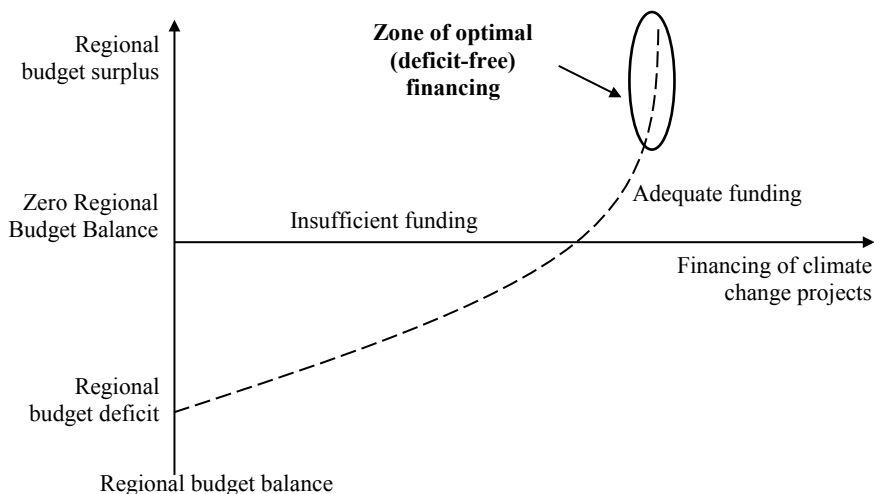 Regional
budget surplus
Zone of optimal
(deficit-free)
financing
Zero Regional
Budget Balance
Insufficient funding
Adequate funding
Financing of climate
change projects
Regional
budget deficit
Regional budget balance